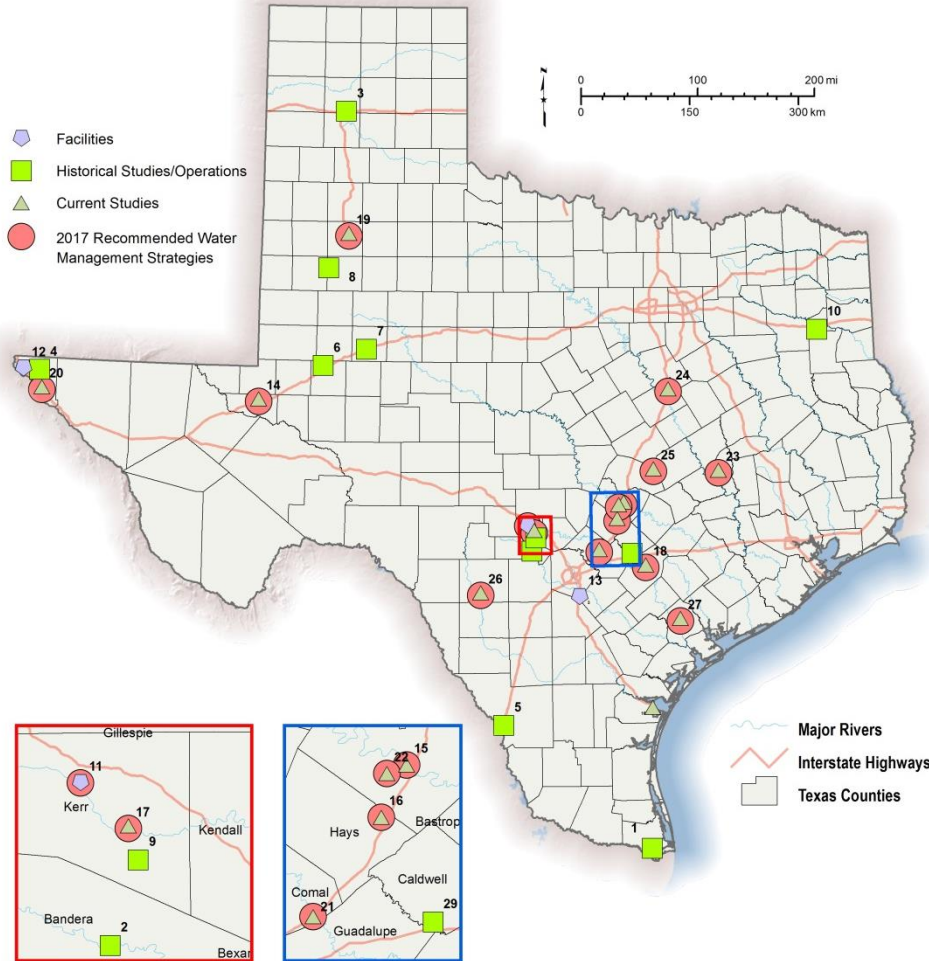 N
0 100 200 mi
0 150 300 km
Facilities
Historical Studies/Operations
Current Studies
2017 Recommended Water
Management Strategies
3
19
8
10
7
12 4
6
20
24
14
25
23
18
26
13
27
5
1
Major Rivers
Interstate Highways
Texas Counties
Gillespie
11
Kerr
17
Kendall
9
Bandera
2
Bexar
15
22
16
Hays
Bastrop
Caldwell
Comal
21
29
Guadalupe